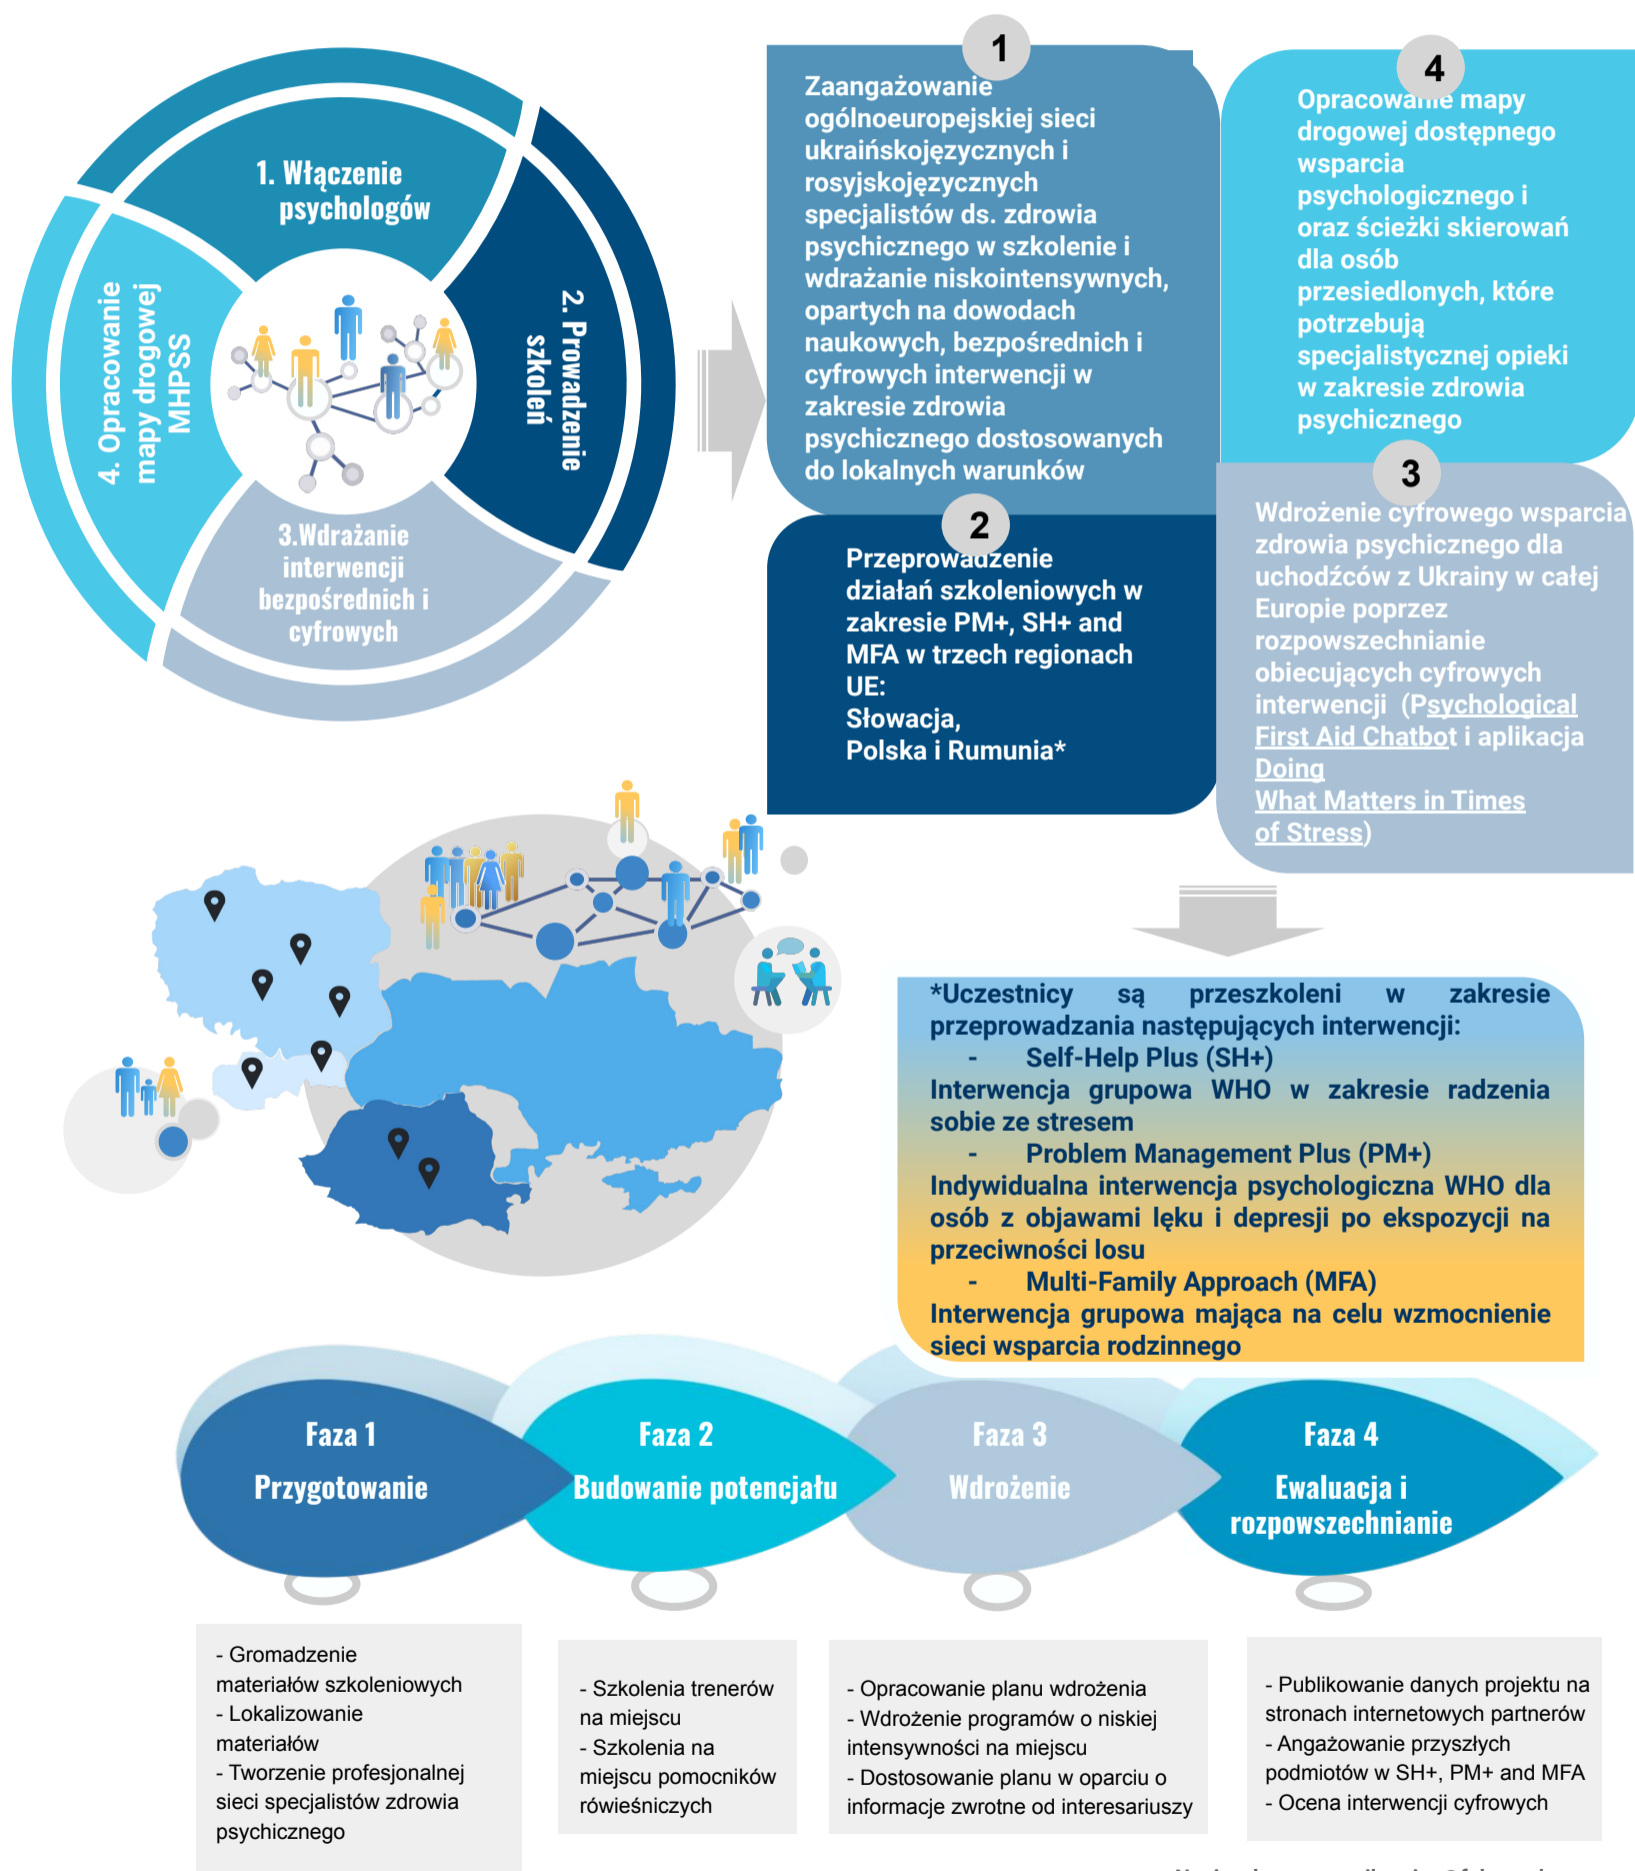 1. Włączenie
psychologów
2. Prowadzenie
szkoleń
3.Wdrażanie
interwencji
bezpośrednich i
cyfrowych
4. Opracowanie
mapy drogowej
MHPSS
1
Zaangażowanie
ogólnoeuropejskiej sieci
ukraińskojęzycznych i
rosyjskojęzycznych
specjalistów ds. zdrowia
psychicznego w szkolenie i
wdrażanie niskointensywnych,
opartych na dowodach
naukowych, bezpośrednich i
cyfrowych interwencji w
zakresie zdrowia
psychicznego dostosowanych
do lokalnych warunków
2
Przeprowadzenie
działań szkoleniowych w
zakresie PM+, SH+ and
MFA w trzech regionach
UE:
Słowacja,
Polska i Rumunia*
4
Opracowanie mapy
drogowej dostępnego
wsparcia
psychologicznego i
oraz ścieżki skierowań
dla osób
przesiedlonych, które
potrzebują
specjalistycznej opieki
w zakresie zdrowia
psychicznego
3
Wdrożenie cyfrowego wsparcia
zdrowia psychicznego dla
uchodźców z Ukrainy w całej
Europie poprzez
rozpowszechnianie
obiecujących cyfrowych
interwencji (Psychological
First Aid Chatbot i aplikacja
Doing
What Matters in Times
of Stress)
*Uczestnicy są przeszkoleni w zakresie
przeprowadzania następujących interwencji:
- Self-Help Plus (SH+)
Interwencja grupowa WHO w zakresie radzenia
sobie ze stresem
- Problem Management Plus (PM+)
Indywidualna interwencja psychologiczna WHO dla
osób z objawami lęku i depresji po ekspozycji na
przeciwności losu
- Multi-Family Approach (MFA)
Interwencja grupowa mająca na celu wzmocnienie
sieci wsparcia rodzinnego
Faza 1
Przygotowanie
Faza 2
Budowanie potencjału
Faza 3
Wdrożenie
Faza 4
Ewaluacja i
rozpowszechnianie
- Gromadzenie
materiałów szkoleniowych
- Lokalizowanie
materiałów
- Tworzenie profesjonalnej
sieci specjalistów zdrowia
psychicznego
- Szkolenia trenerów
na miejscu
- Szkolenia na
miejscu pomocników
rówieśniczych
- Opracowanie planu wdrożenia
- Wdrożenie programów o niskiej
intensywności na miejscu
- Dostosowanie planu w oparciu o
informacje zwrotne od interesariuszy
- Publikowanie danych projektu na
stronach internetowych partnerów
- Angażowanie przyszłych
podmiotów w SH+, PM+ and MFA
- Ocena interwencji cyfrowych